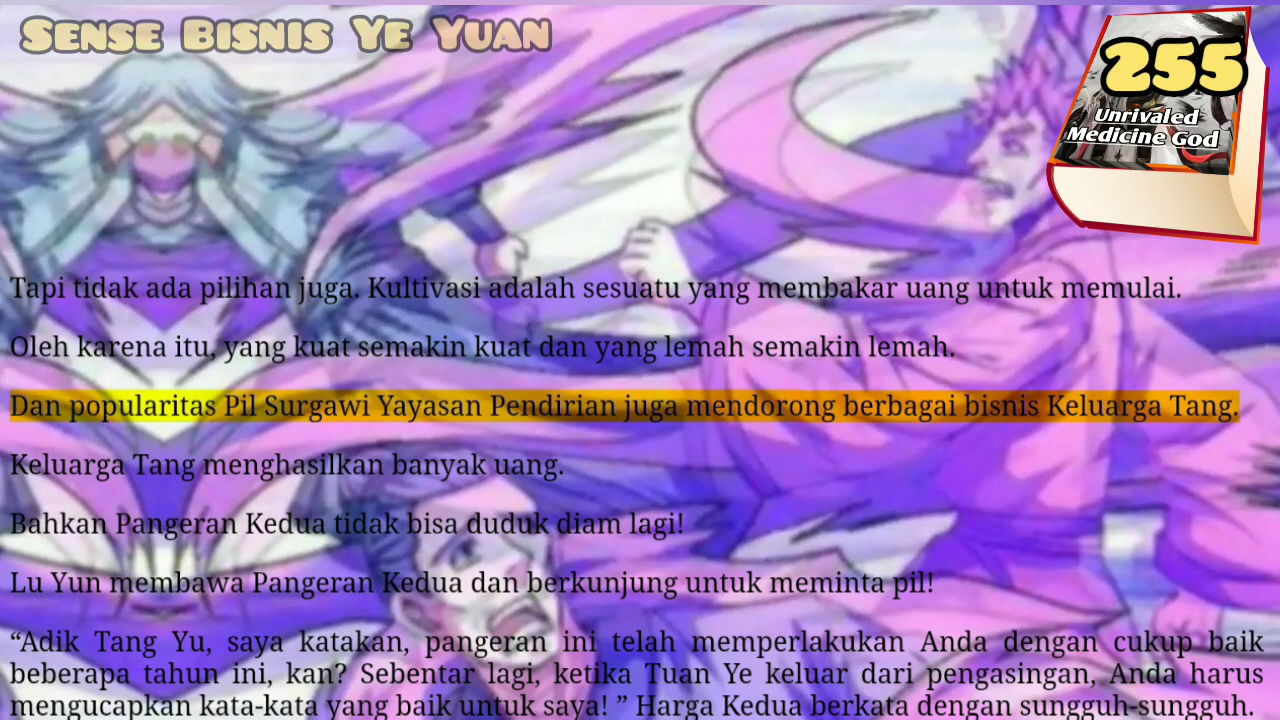 Sense Bisnis Ye Yuan
255
Unrivaled
Medicine God
Tapi tidak ada pilihan juga. Kultivasi adalah sesuatu yang membakar uang untuk memulai.
Oleh karena itu, yang kuat semakin kuat dan yang lemah semakin lemah.
Dan popularitas Pil Surgawi Yayasan Pendirian juga mendorong berbagai bisnis Keluarga Tang.
Keluarga Tang menghasilkan banyak uang.
Bahkan Pangeran Kedua tidak bisa duduk diam lagi!
Lu Yun membawa Pangeran Kedua dan berkunjung untuk meminta pil!
“Adik Tang Yu, saya katakan, pangeran ini telah memperlakukan Anda dengan cukup baik
beberapa tahun ini, kan? Sebentar lagi, ketika Tuan Ye keluar dari pengasingan, Anda harus
mengucapkan kata-kata yang baik untuk saya! ” Harga Kedua berkata dengan sungguh-sungguh.